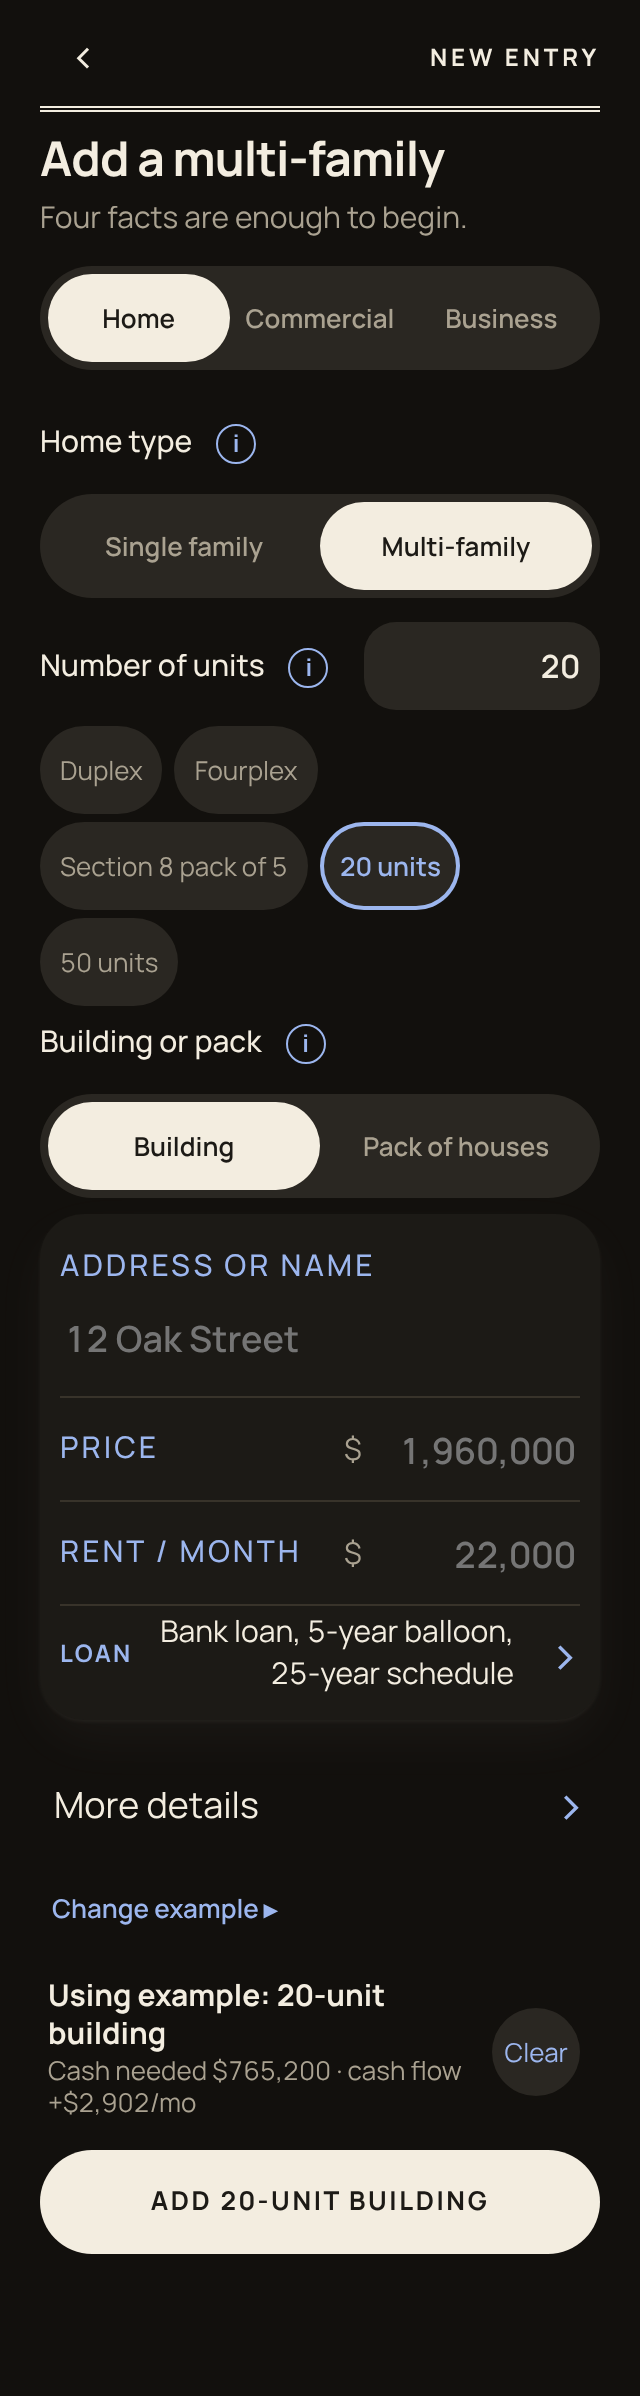 NEW ENTRY
Add a multi-family
Four facts are enough to begin.
Home Commercial Business
Home type i
Single family Multi-family
Number of units i 20
Duplex Fourplex
Section 8 pack of 5 20 units
50 units
Building or pack i
Building Pack of houses
ADDRESS OR NAME
12 Oak Street
PRICE $ 1,960,000
RENT / MONTH $ 22,000
LOAN Bank loan, 5-year balloon,
25-year schedule
More details
Change example ▸
Using example: 20-unit
building
Cash needed $765,200 · cash flow
+$2,902/mo
Clear
ADD 20-UNIT BUILDING